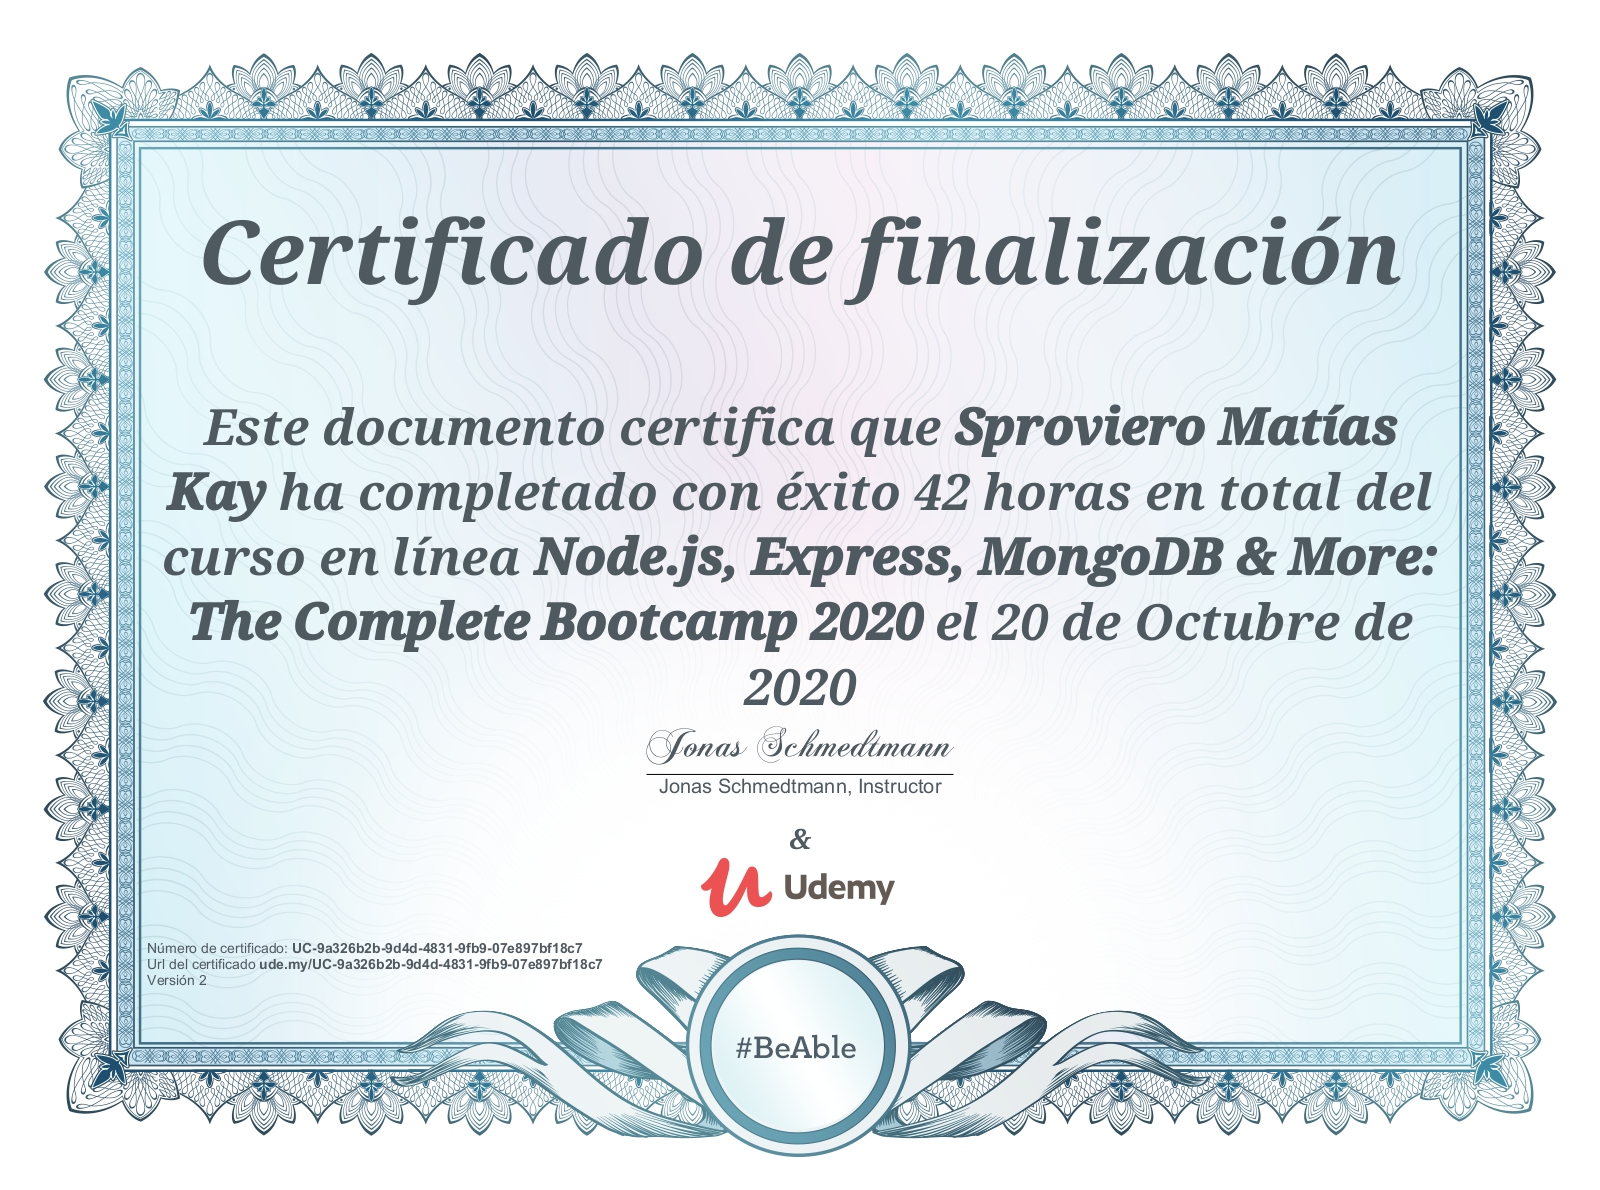 Certificado de finalización
Este documento certifica que Sproviero Matías
Kay ha completado con éxito 42 horas en total del
curso en línea Node.js, Express, MongoDB & More:
The Complete Bootcamp 2020 el 20 de Octubre de
2020
Jonas Schmedtmann
Jonas Schmedtmann, Instructor
&
Udemy
Número de certificado: UC-9a326b2b-9d4d-4831-9fb9-07e897bf18c7
Url del certificado ude.my/UC-9a326b2b-9d4d-4831-9fb9-07e897bf18c7
Versión 2
#BeAble